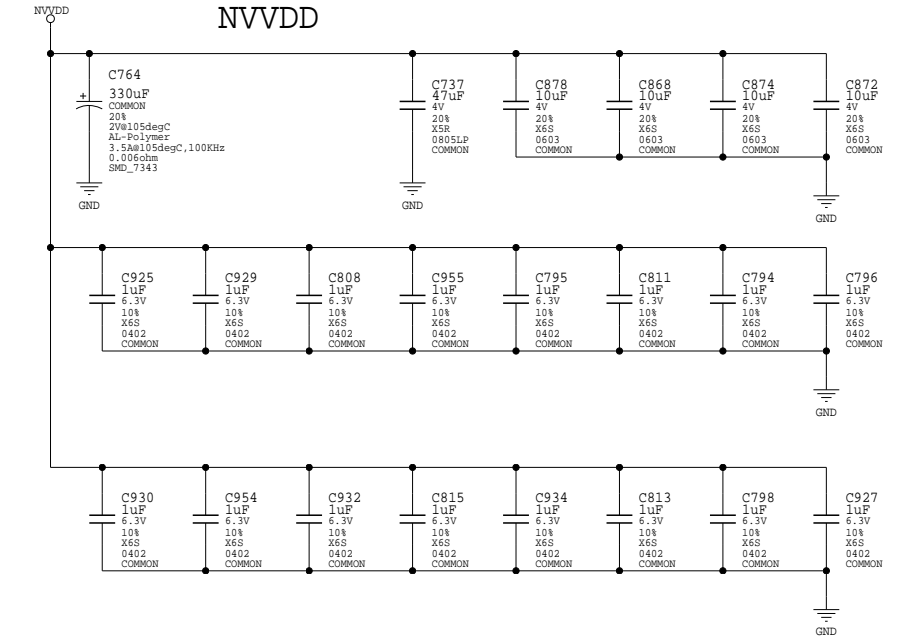 NVVDD
NVVDD
C764
330uF
COMMON
20%
2V@105degC
AL-Polymer
3.5A@105degC,100KHz
0.006ohm
SMD_7343
+
GND
C737
47uF
4V
20%
X5R
0805LP
COMMON
GND
C878
10uF
4V
20%
X6S
0603
COMMON
C868
10uF
4V
20%
X6S
0603
COMMON
C874
10uF
4V
20%
X6S
0603
COMMON
C872
10uF
4V
20%
X6S
0603
COMMON
GND
C925
1uF
6.3V
10%
X6S
0402
COMMON
C929
1uF
6.3V
10%
X6S
0402
COMMON
C808
1uF
6.3V
10%
X6S
0402
COMMON
C955
1uF
6.3V
10%
X6S
0402
COMMON
C795
1uF
6.3V
10%
X6S
0402
COMMON
C811
1uF
6.3V
10%
X6S
0402
COMMON
C794
1uF
6.3V
10%
X6S
0402
COMMON
C796
1uF
6.3V
10%
X6S
0402
COMMON
GND
C930
1uF
6.3V
10%
X6S
0402
COMMON
C954
1uF
6.3V
10%
X6S
0402
COMMON
C932
1uF
6.3V
10%
X6S
0402
COMMON
C815
1uF
6.3V
10%
X6S
0402
COMMON
C934
1uF
6.3V
10%
X6S
0402
COMMON
C813
1uF
6.3V
10%
X6S
0402
COMMON
C798
1uF
6.3V
10%
X6S
0402
COMMON
C927
1uF
6.3V
10%
X6S
0402
COMMON
GND